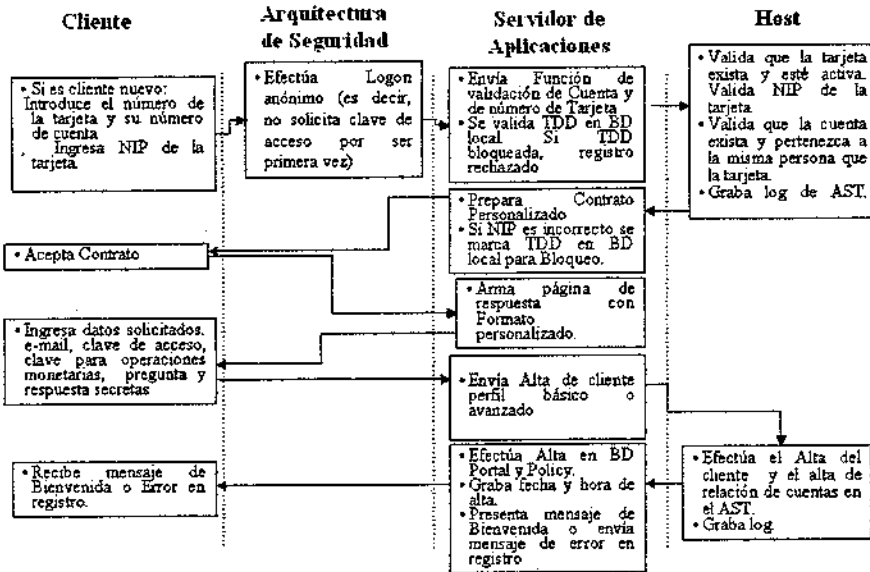 Cliente
Arquitectura
de Seguridad
Servidor de
Aplicaciones
Host
• Si es cliente nuevo:
Introduce el número de
la tarjeta y su número
de cuenta
Ingresa NIP de la
tarjeta.
• Efectúa Logon
anónimo (es decir,
no solicita clave de
acceso por ser
primera vez)
• Envía Función de
validación de Cuenta y
de número de Tarjeta
• Se valida TDD en BD
local Si TDD
bloqueada, registro
rechazado
• Valida que la tarjeta
exista y esté activa.
Valida NIP de la
tarjeta.
• Valida que la cuenta
exista y pertenezca a
la misma persona que
la tarjeta.
• Graba log de AST.
• Prepara Contrato
Personalizado
• Si NIP es incorrecto se
marca TDD en BD
local para Bloqueo.
• Acepta Contrato
• Arma página de
respuesta con
Formato
personalizado.
• Ingresa datos solicitados.
e-mail, clave de acceso,
clave para operaciones
monetarias, pregunta y
respuesta secretas
• Envía Alta de cliente
perfil básico o
avanzado
• Efectúa Alta en BD
Portal y Policy.
• Graba fecha y hora de
alta.
• Presenta mensaje de
Bienvenida o envía
mensaje de error en
registro
• Efectúa el Alta del
cliente y el alta de
relación de cuentas en
el AST.
• Graba log.
• Recibe mensaje de
Bienvenida o Error en
registro.